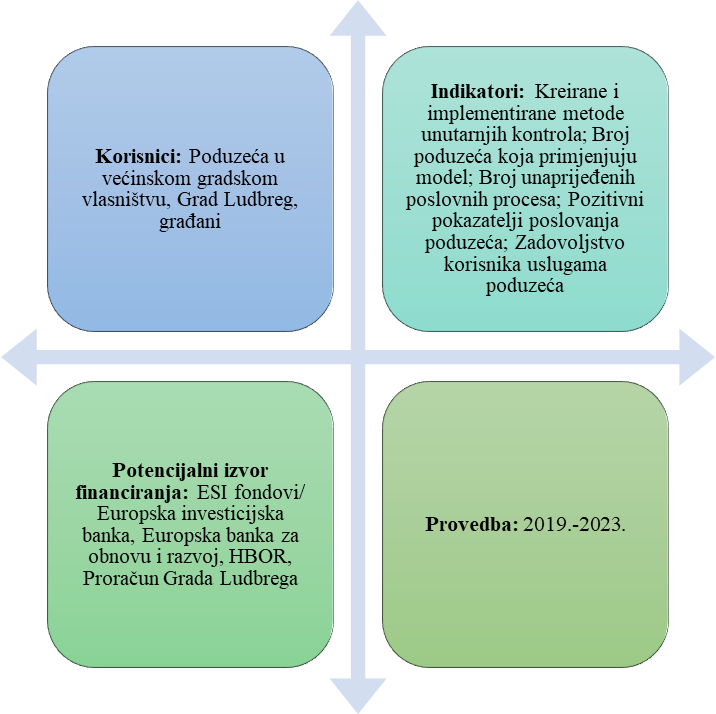 Korisnici: Poduzeća u
većinskom gradskom
vlasništvu, Grad Ludbreg,
građani
Indikatori: Kreirane i
implementirane metode
unutarnjih kontrola; Broj
poduzeća koja primjenjuju
model; Broj unaprijeđenih
poslovnih procesa; Pozitivni
pokazatelji poslovanja
poduzeća; Zadovoljstvo
korisnika uslugama
poduzeća
Potencijalni izvor
financiranja: ESI fondovi/
Europska investicijska
banka, Europska banka za
obnovu i razvoj, HBOR,
Proračun Grada Ludbrega
Provedba: 2019.-2023.